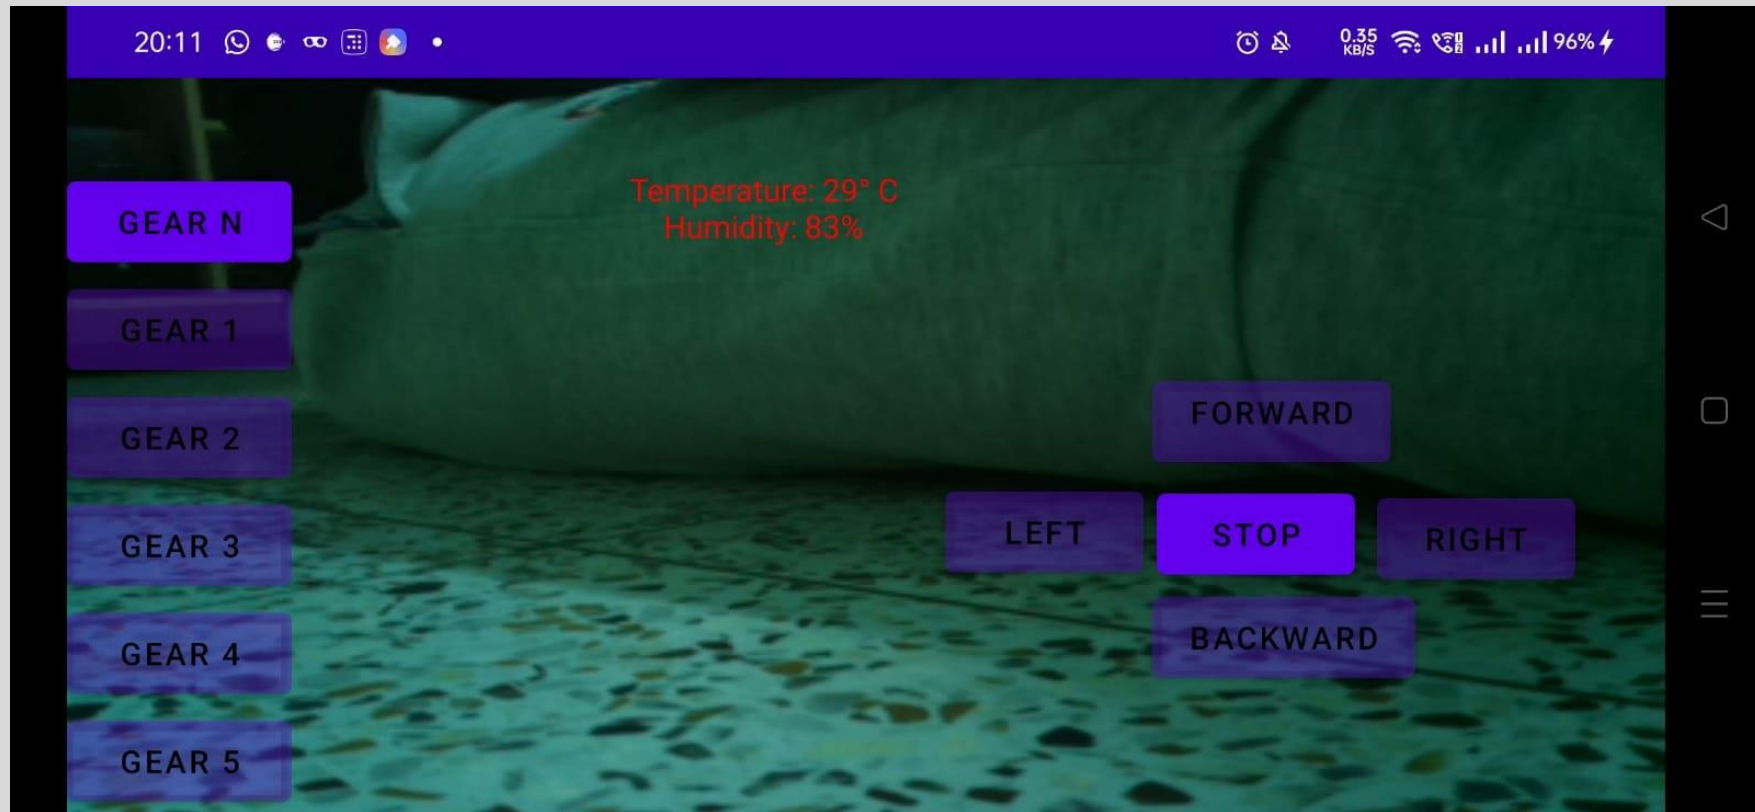 20:11
0.35
KB/S
96%
Temperature: 29° C
Humidity: 83%
GEAR N
GEAR 1
GEAR 2
GEAR 3
GEAR 4
GEAR 5
FORWARD
LEFT STOP RIGHT
BACKWARD